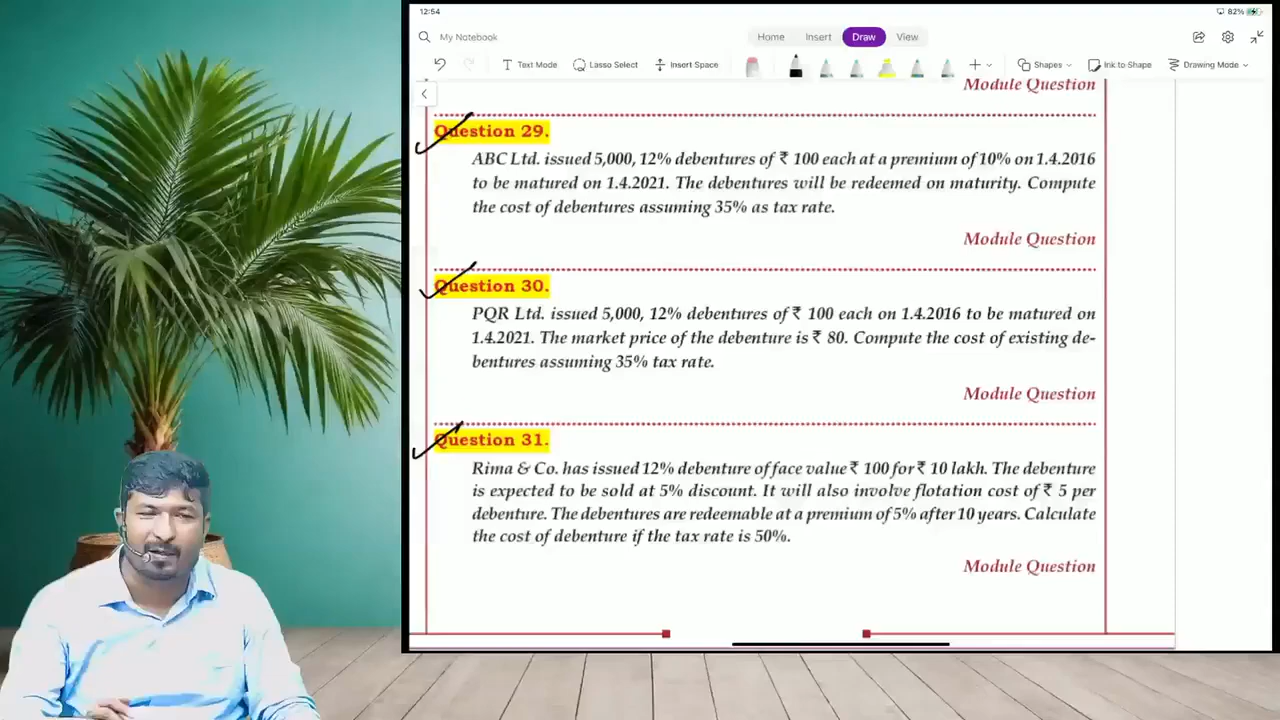 12:54
82%
My Notebook
Home Insert Draw View
Text Mode Lasso Select Insert Space Shapes Ink to Shape Drawing Mode
Module Question
Question 29.
ABC Ltd. issued 5,000, 12% debentures of ₹ 100 each at a premium of 10% on 1.4.2016
to be matured on 1.4.2021. The debentures will be redeemed on maturity. Compute
the cost of debentures assuming 35% as tax rate.
Module Question
Question 30.
PQR Ltd. issued 5,000, 12% debentures of ₹ 100 each on 1.4.2016 to be matured on
1.4.2021. The market price of the debenture is ₹ 80. Compute the cost of existing de-
bentures assuming 35% tax rate.
Module Question
Question 31.
Rima & Co. has issued 12% debenture of face value ₹ 100 for ₹ 10 lakh. The debenture
is expected to be sold at 5% discount. It will also involve flotation cost of ₹ 5 per
debenture. The debentures are redeemable at a premium of 5% after 10 years. Calculate
the cost of debenture if the tax rate is 50%.
Module Question